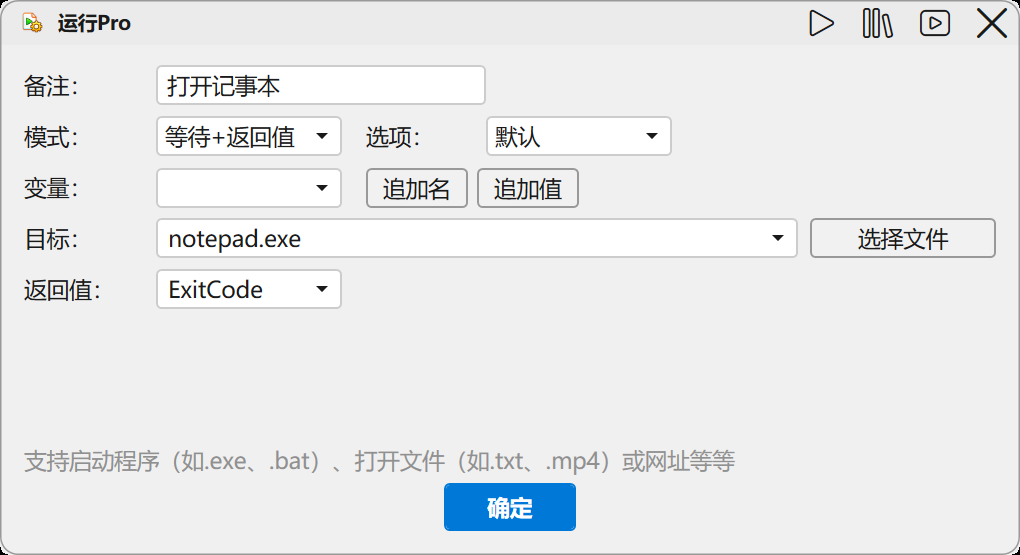 运行Pro
备注： 打开记事本
模式： 等待+返回值 选项： 默认
变量： 追加名 追加值
目标： notepad.exe 选择文件
返回值： ExitCode
支持启动程序（如.exe、.bat）、打开文件（如.txt、.mp4）或网址等等
确定